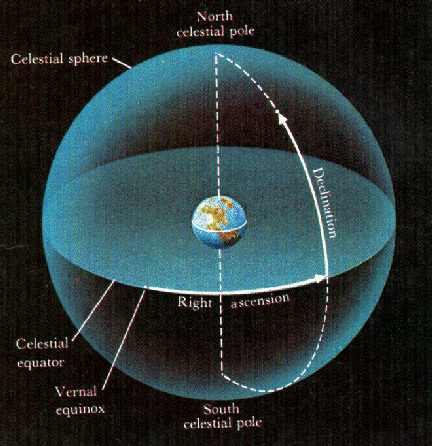 North
celestial pole
Celestial sphere
Declination
Right ascension
Celestial
equator
Vernal
equinox
South
celestial pole